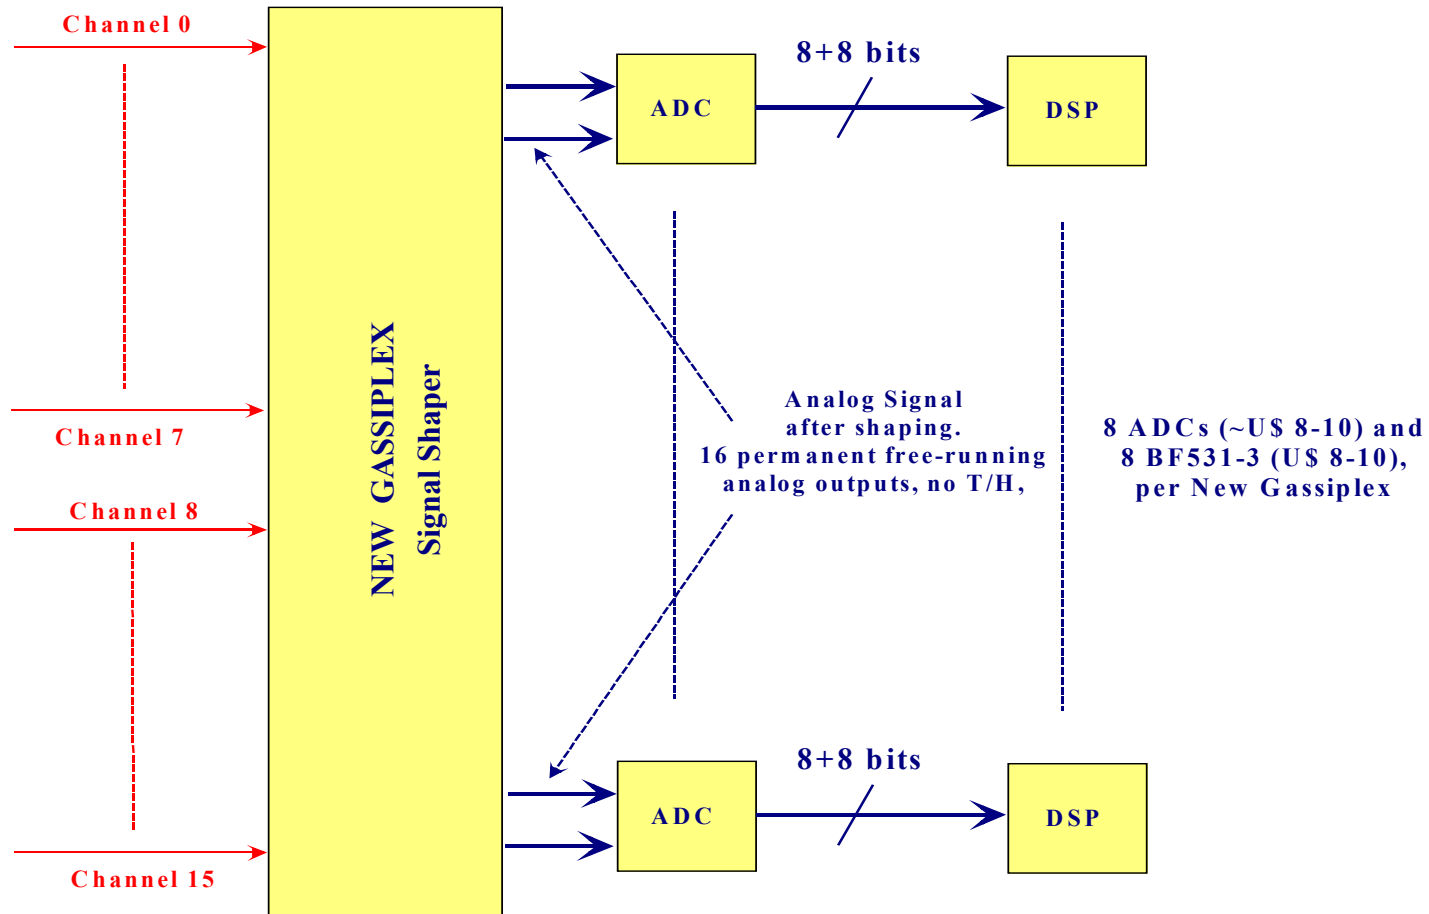 Channel 0
Channel 7
Channel 8
Channel 15
NEW GASSIPLEX
Signal Shaper
ADC
8+8 bits
DSP
Analog Signal
after shaping.
16 permanent free-running
analog outputs, no T/H,
8 ADCs (~U$ 8-10) and
8 BF531-3 (U$ 8-10),
per New Gassiplex
ADC
8+8 bits
DSP